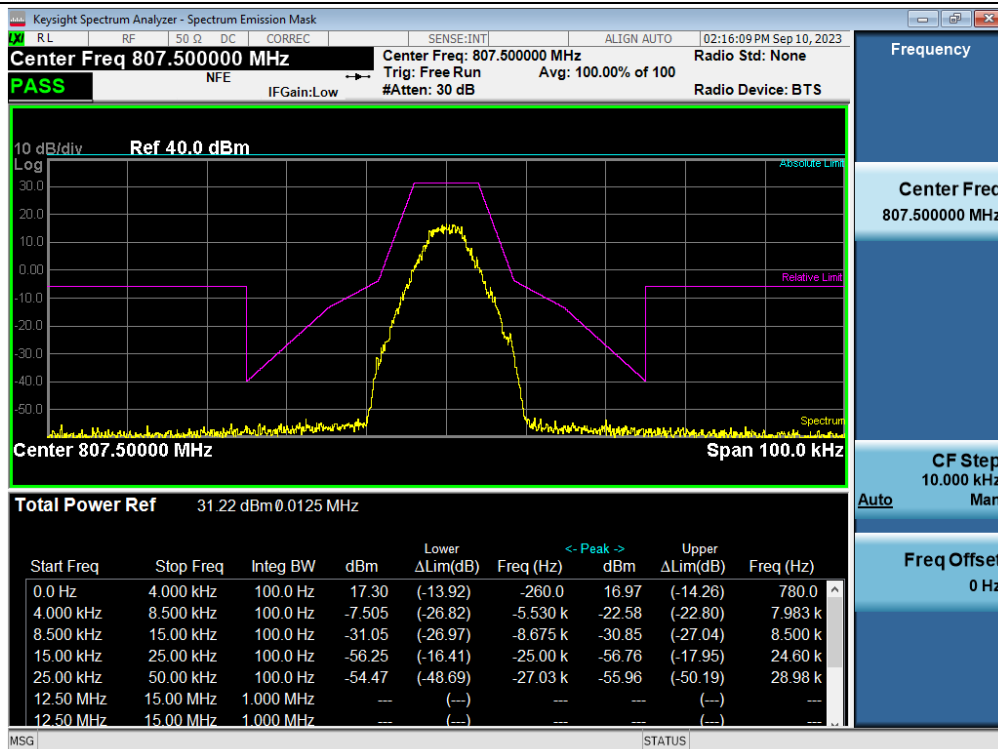 Keysight Spectrum Analyzer - Spectrum Emission Mask
LXI RL RF 50 Ω DC CORREC SENSE:INT ALIGN AUTO 02:16:09 PM Sep 10, 2023
Center Freq 807.500000 MHz
NFE
PASS
IFGain:Low
Center Freq: 807.500000 MHz
Trig: Free Run Avg: 100.00% of 100
#Atten: 30 dB
Radio Std: None
Radio Device: BTS
10 dB/div Ref 40.0 dBm
Log
Absolute Limit
30.0
20.0
10.0
0.00
Relative Limit
-10.0
-20.0
-30.0
-40.0
-50.0
Spectrum
Center 807.50000 MHz Span 100.0 kHz
Total Power Ref 31.22 dBm 0.0125 MHz
Lower <- Peak -> Upper
Start Freq Stop Freq Integ BW dBm ΔLim(dB) Freq (Hz) dBm ΔLim(dB) Freq (Hz)
0.0 Hz 4.000 kHz 100.0 Hz 17.30 (-13.92) -260.0 16.97 (-14.26) 780.0
4.000 kHz 8.500 kHz 100.0 Hz -7.505 (-26.82) -5.530 k -22.58 (-22.80) 7.983 k
8.500 kHz 15.00 kHz 100.0 Hz -31.05 (-26.97) -8.675 k -30.85 (-27.04) 8.500 k
15.00 kHz 25.00 kHz 100.0 Hz -56.25 (-16.41) -25.00 k -56.76 (-17.95) 24.60 k
25.00 kHz 50.00 kHz 100.0 Hz -54.47 (-48.69) -27.03 k -55.96 (-50.19) 28.98 k
12.50 MHz 15.00 MHz 1.000 MHz --- (---) --- --- (---) ---
12.50 MHz 15.00 MHz 1.000 MHz --- (---) --- --- (---) ---
MSG STATUS
Frequency
Center Freq
807.500000 MHz
CF Step
10.000 kHz
Auto Man
Freq Offset
0 Hz